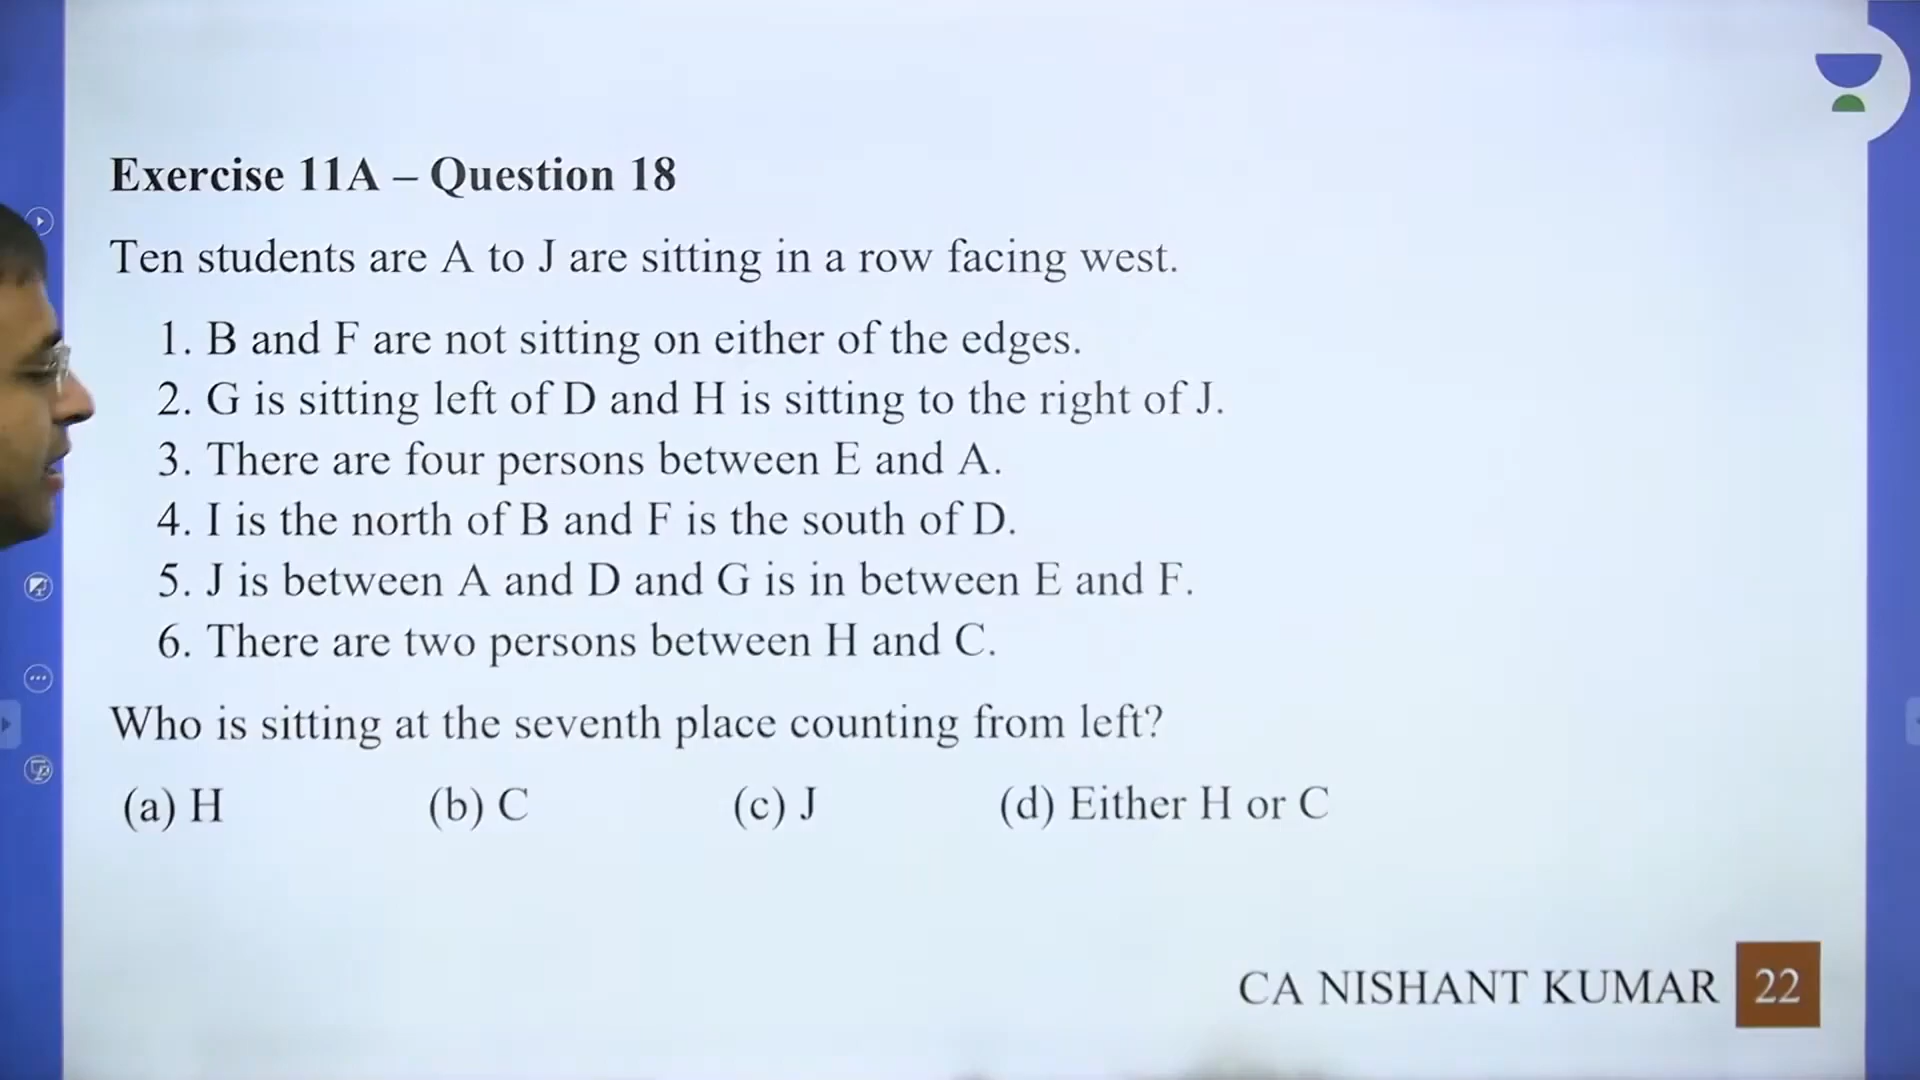 Exercise 11A – Question 18
Ten students are A to J are sitting in a row facing west.
1. B and F are not sitting on either of the edges.
2. G is sitting left of D and H is sitting to the right of J.
3. There are four persons between E and A.
4. I is the north of B and F is the south of D.
5. J is between A and D and G is in between E and F.
6. There are two persons between H and C.
Who is sitting at the seventh place counting from left?
(a) H (b) C (c) J (d) Either H or C
CA NISHANT KUMAR 22